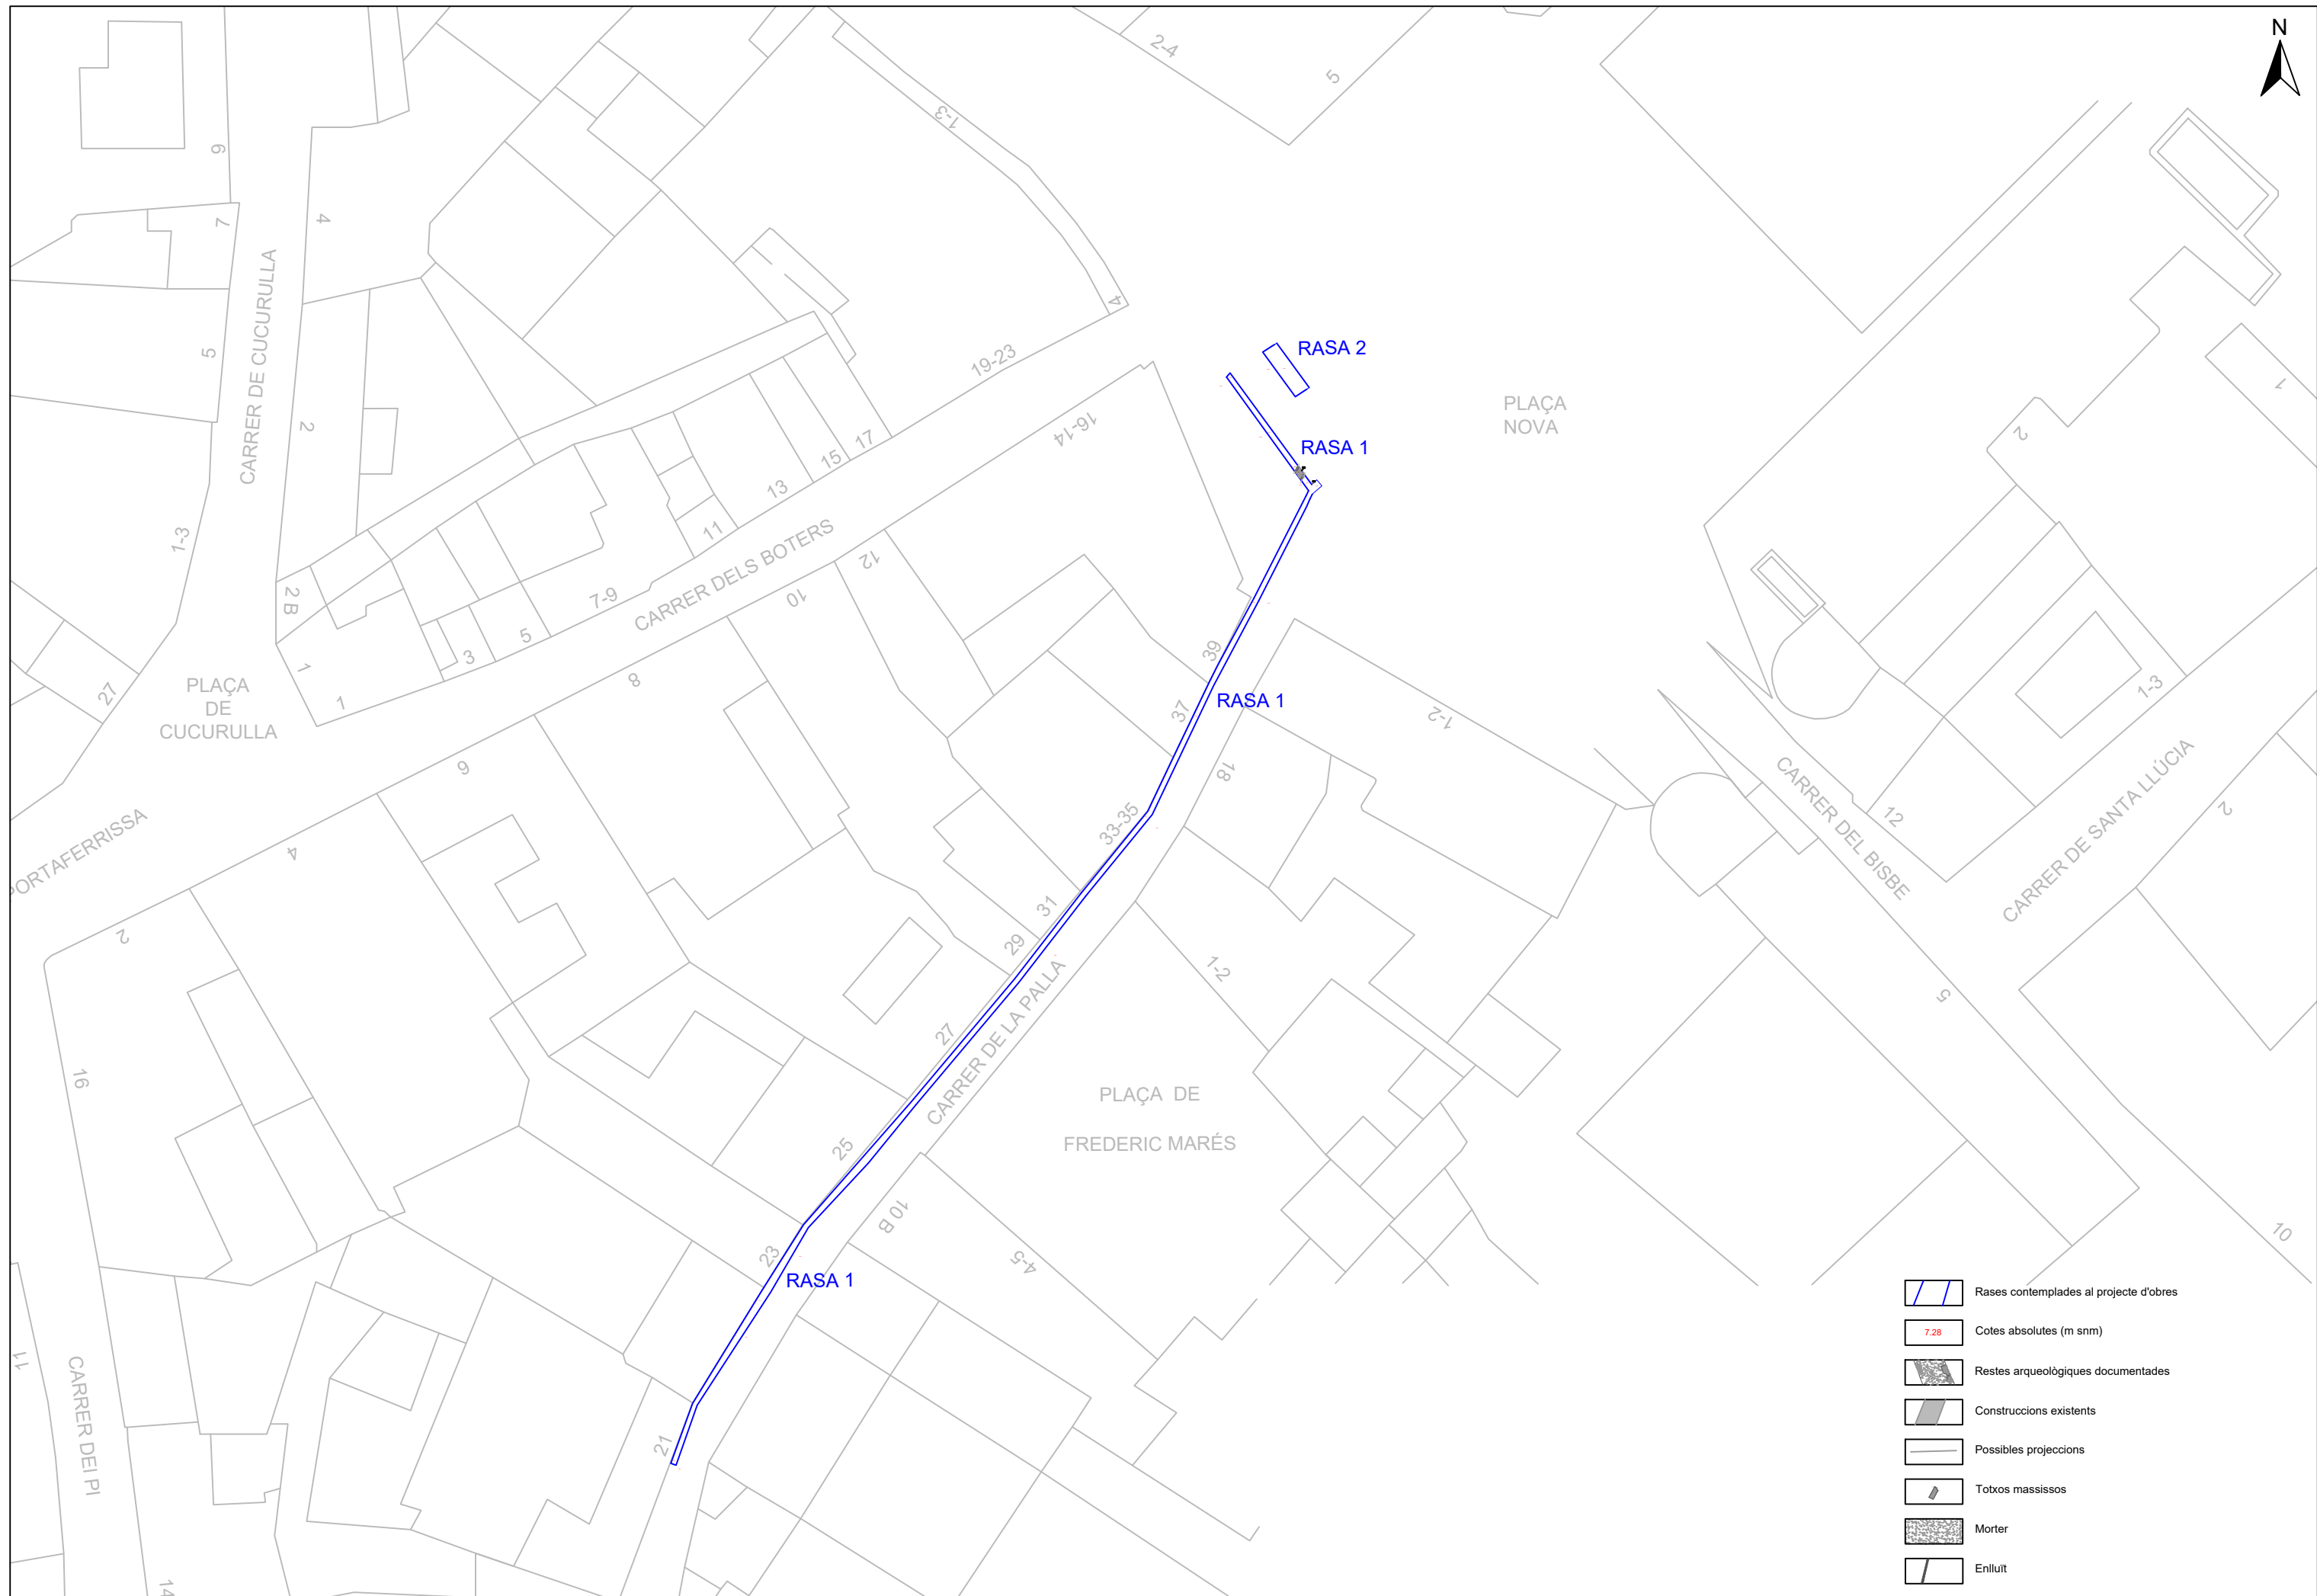 N
2-4
5
1-3
6
7
4
CARRER DE CUCURULLA
5
2
1-3
4
19-23
RASA 2
PLAÇA
NOVA
RASA 1
16-14
17
15
13
11
CARRER DELS BOTERS
12
10
7-9
5
3
2 B
1
1
27
PLAÇA
DE
CUCURULLA
8
6
4
2
PORTAFERRISSA
39
37
RASA 1
1-2
18
33-35
31
29
27
CARRER DE LA PALLA
25
23
RASA 1
21
1-2
PLAÇA DE
FREDERIC MARÉS
10 B
4-5
1
2
1-3
12
CARRER DEL BISBE
CARRER DE SANTA LLÚCIA
2
5
10
16
11
CARRER DEL PI
14
Rases contemplades al projecte d'obres
7.28
Cotes absolutes (m snm)
Restes arqueològiques documentades
Construccions existents
Possibles projeccions
Totxos massissos
Morter
Enlluït